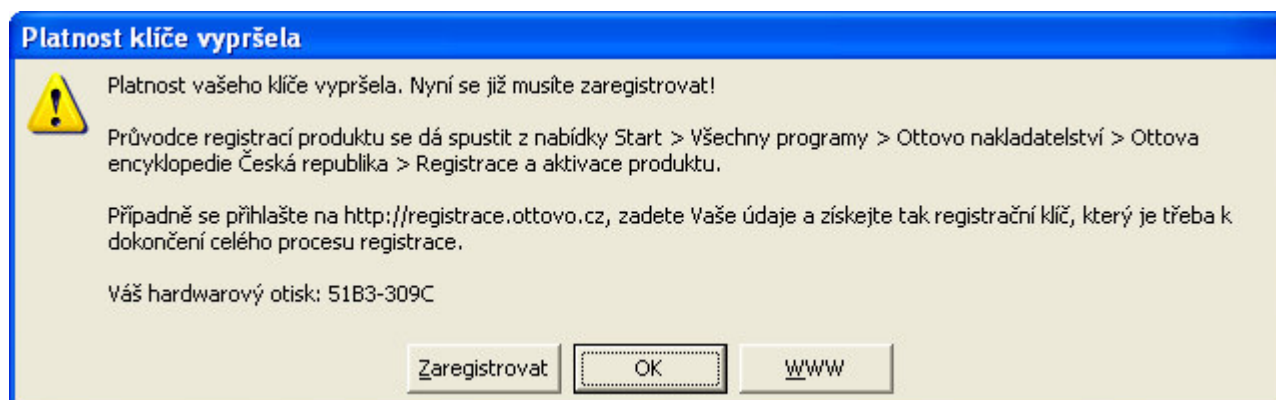 Platnost klíče vypršela
Platnost vašeho klíče vypršela. Nyní se již musíte zaregistrovat!
Průvodce registrací produktu se dá spustit z nabídky Start > Všechny programy > Ottovo nakladatelství > Ottova
encyklopedie Česká republika > Registrace a aktivace produktu.
Případně se přihlašte na http://registrace.ottovo.cz, zadete Vaše údaje a získejte tak registrační klíč, který je třeba k
dokončení celého procesu registrace.
Váš hardwarový otisk: 51B3-309C
Zaregistrovat OK WWW